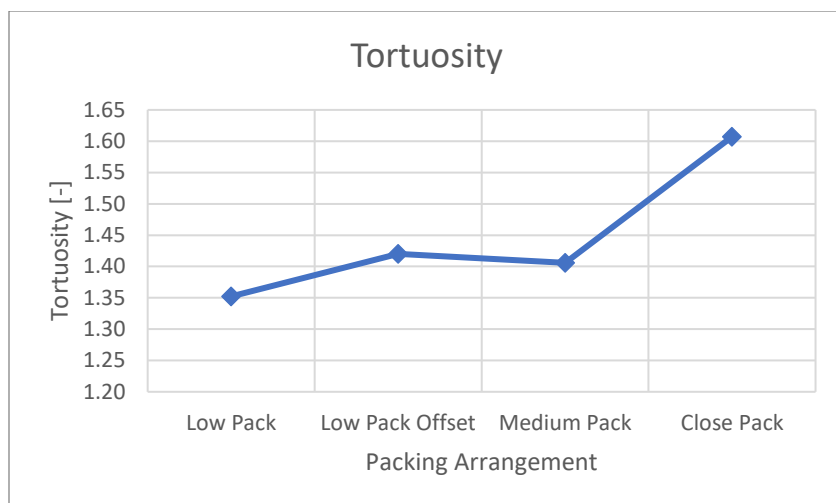 Tortuosity
1.65
1.60
1.55
1.50
1.45
1.40
1.35
1.30
1.25
1.20
Tortuosity [-]
Low Pack
Low Pack Offset
Medium Pack
Close Pack
Packing Arrangement